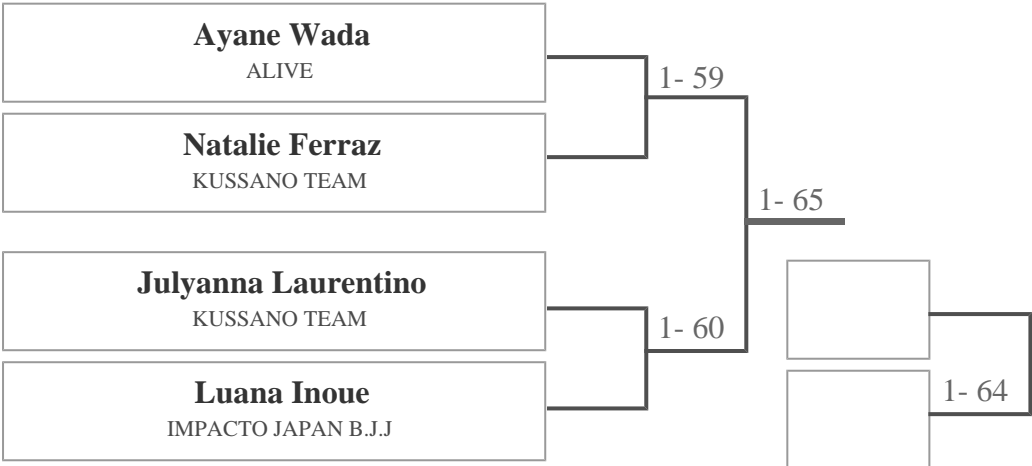 Ayane Wada
ALIVE
1- 59
Natalie Ferraz
KUSSANO TEAM
1- 65
Julyanna Laurentino
KUSSANO TEAM
1- 60
Luana Inoue
IMPACTO JAPAN B.J.J
1- 64